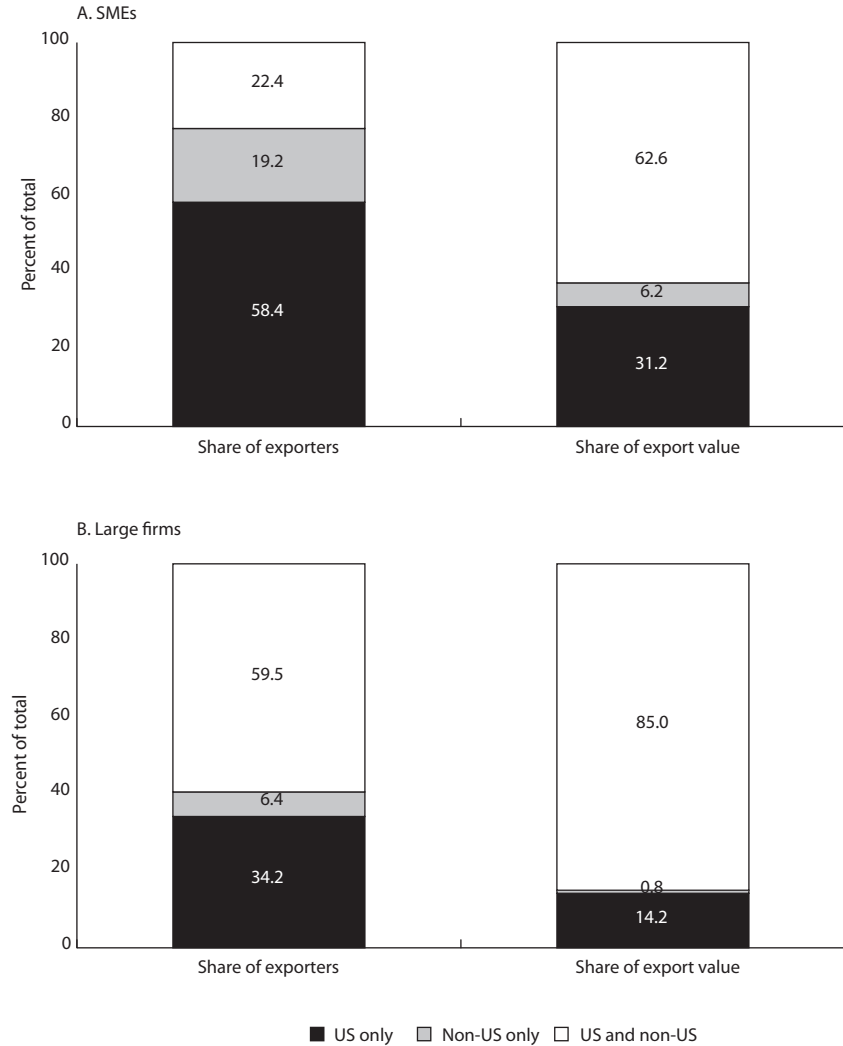 A. SMEs
100
80
60
40
20
0
Percent of total
22.4
19.2
58.4
62.6
6.2
31.2
Share of exporters
Share of export value
B. Large firms
100
80
60
40
20
0
Percent of total
59.5
6.4
34.2
85.0
0.8
14.2
Share of exporters
Share of export value
US only
Non-US only
US and non-US